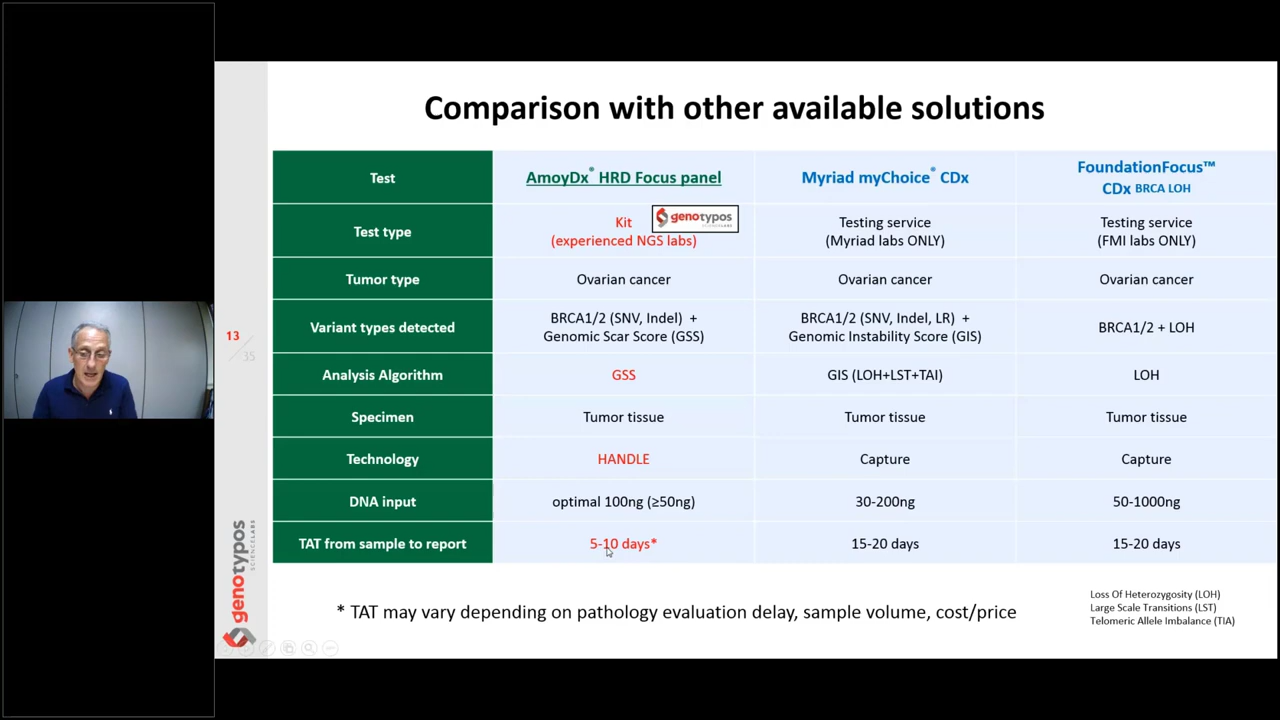 Comparison with other available solutions
Test
AmoyDx® HRD Focus panel
Myriad myChoice® CDx
FoundationFocus™
CDx BRCA LOH
Test type
Kit
(experienced NGS labs)
genotypos
SCIENCELABS
Testing service
(Myriad labs ONLY)
Testing service
(FMI labs ONLY)
Tumor type
Ovarian cancer
Ovarian cancer
Ovarian cancer
Variant types detected
BRCA1/2 (SNV, Indel) +
Genomic Scar Score (GSS)
BRCA1/2 (SNV, Indel, LR) +
Genomic Instability Score (GIS)
BRCA1/2 + LOH
Analysis Algorithm
GSS
GIS (LOH+LST+TAI)
LOH
Specimen
Tumor tissue
Tumor tissue
Tumor tissue
Technology
HANDLE
Capture
Capture
DNA input
optimal 100ng (≥50ng)
30-200ng
50-1000ng
TAT from sample to report
5-10 days*
15-20 days
15-20 days
* TAT may vary depending on pathology evaluation delay, sample volume, cost/price
Loss Of Heterozygosity (LOH)
Large Scale Transitions (LST)
Telomeric Allele Imbalance (TIA)
13
35
genotypos
SCIENCELABS